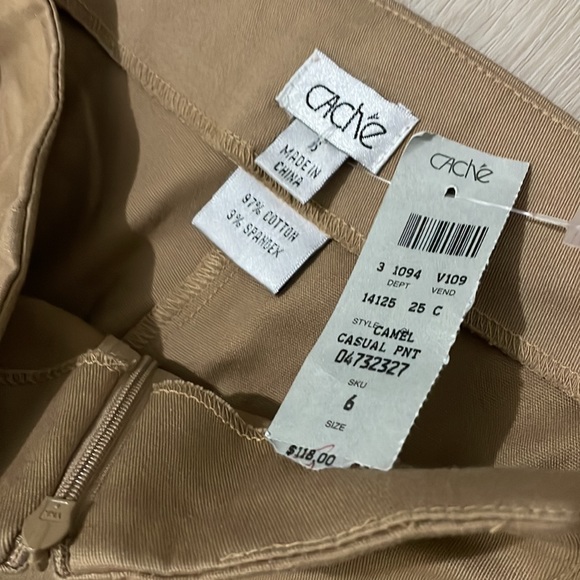 CACHé
6
MADE IN
CHINA
97% COTTON
3% SPANDEX
CACHé
3 1094 V109
DEPT VEND
14125 25 C
STYLE
CAMEL
CASUAL PNT
04732327
SKU
6
SIZE
$118.00